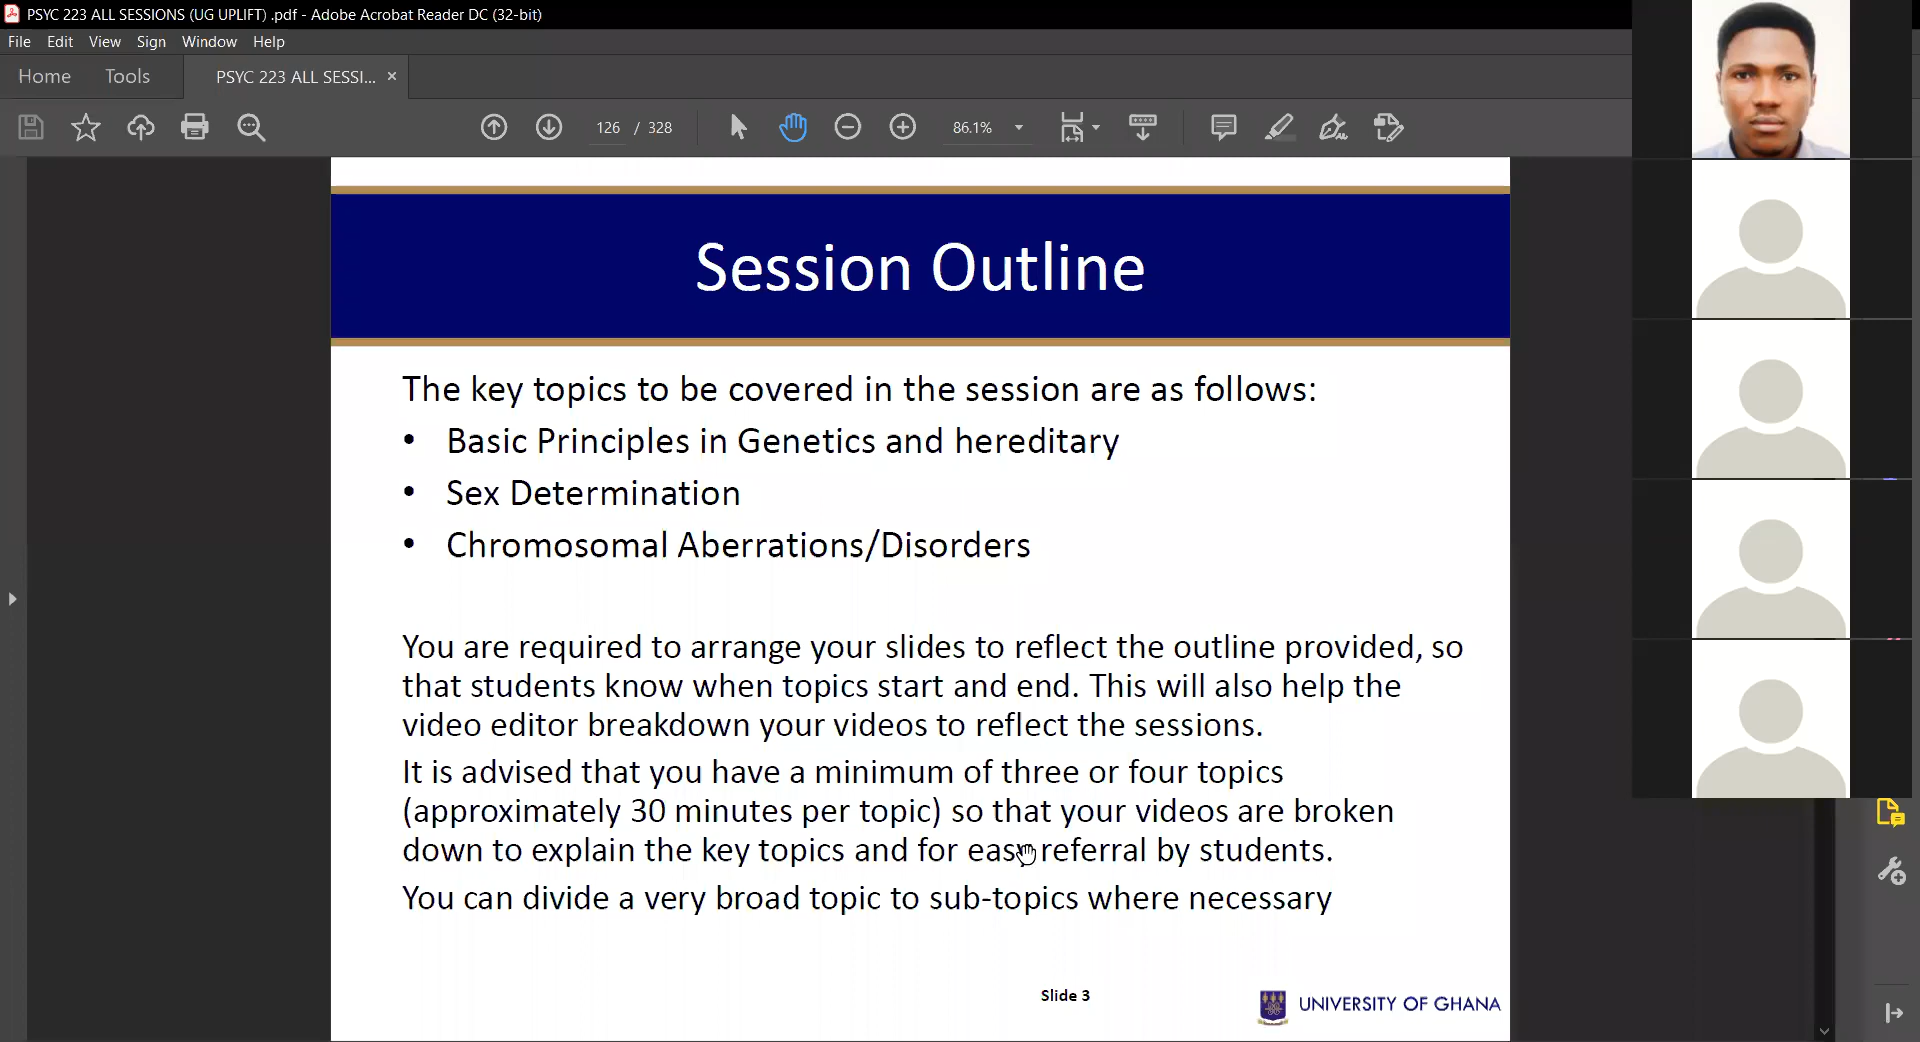 PSYC 223 ALL SESSIONS (UG UPLIFT) .pdf - Adobe Acrobat Reader DC (32-bit)
File Edit View Sign Window Help
Home Tools PSYC 223 ALL SESSI... ×
126 / 328 86.1%
Session Outline
The key topics to be covered in the session are as follows:
• Basic Principles in Genetics and hereditary
• Sex Determination
• Chromosomal Aberrations/Disorders
You are required to arrange your slides to reflect the outline provided, so
that students know when topics start and end. This will also help the
video editor breakdown your videos to reflect the sessions.
It is advised that you have a minimum of three or four topics
(approximately 30 minutes per topic) so that your videos are broken
down to explain the key topics and for easy referral by students.
You can divide a very broad topic to sub-topics where necessary
Slide 3
UNIVERSITY OF GHANA